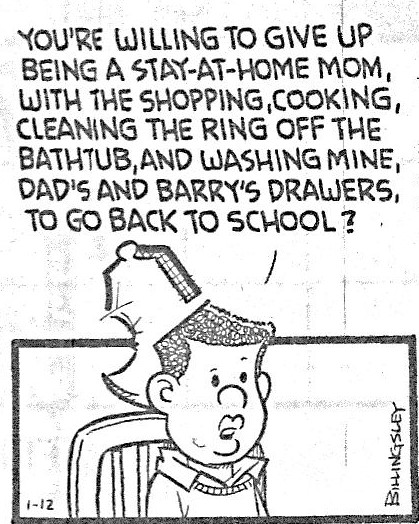 YOU'RE WILLING TO GIVE UP
BEING A STAY-AT-HOME MOM,
WITH THE SHOPPING, COOKING,
CLEANING THE RING OFF THE
BATHTUB, AND WASHING MINE,
DAD'S AND BARRY'S DRAWERS,
TO GO BACK TO SCHOOL?
1-12
BILLINGSLEY